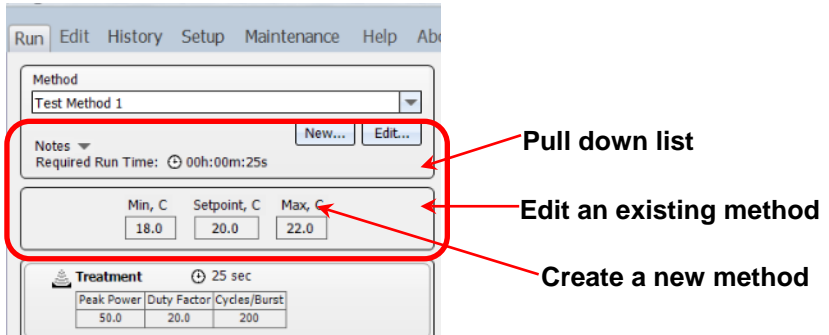 Run Edit History Setup Maintenance Help
Method
Test Method 1
New... Edit...
Notes
Required Run Time: 00h:00m:25s
Pull down list
Min, C Setpoint, C Max, C
18.0 20.0 22.0
Edit an existing method
Create a new method
Treatment 25 sec
Peak Power Duty Factor Cycles/Burst
50.0 20.0 200